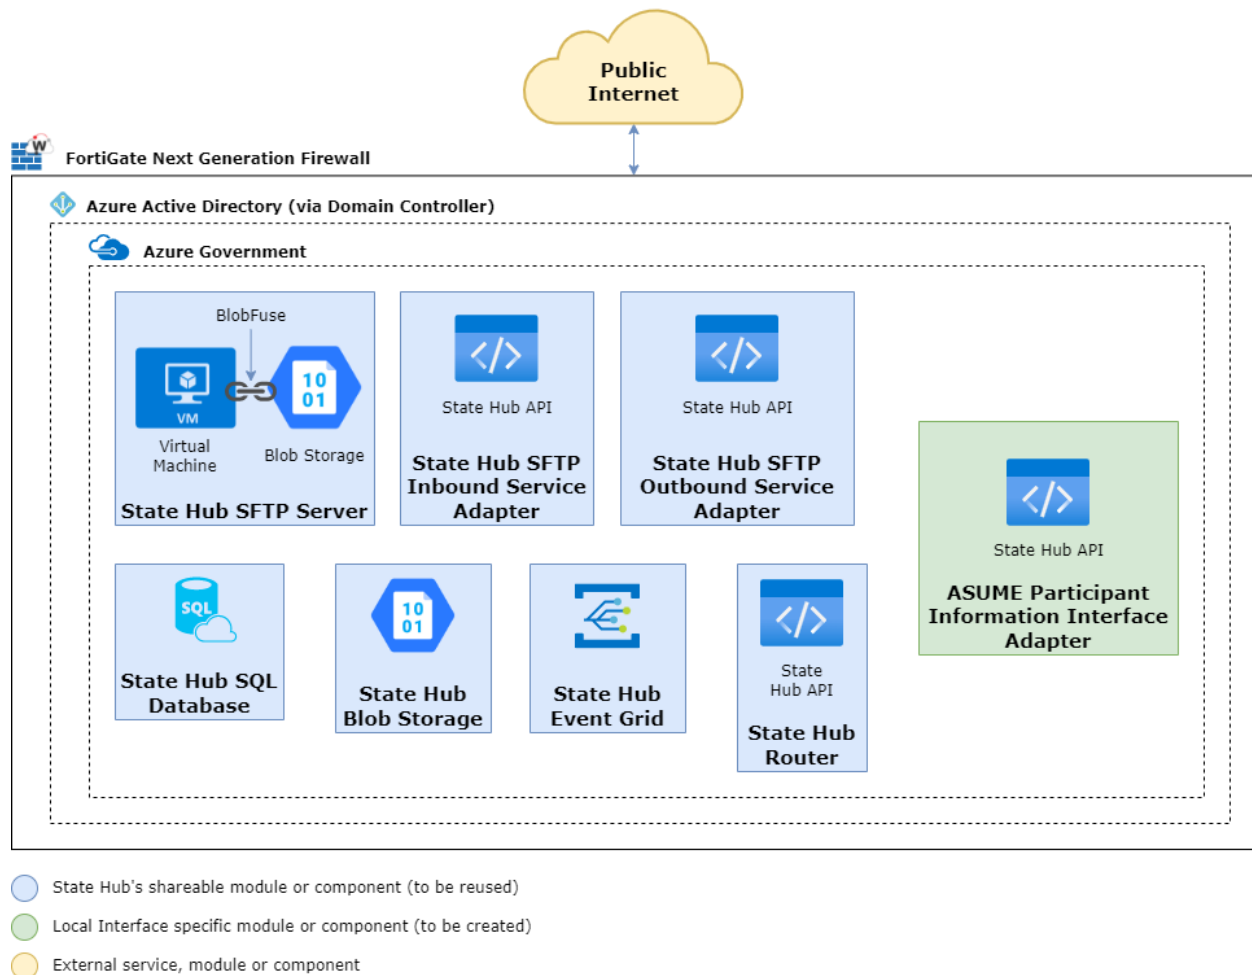 Public
Internet
W
FortiGate Next Generation Firewall
Azure Active Directory (via Domain Controller)
Azure Government
BlobFuse
VM
10
01
Virtual
Machine
Blob Storage
State Hub SFTP Server
State Hub API
State Hub SFTP
Inbound Service
Adapter
State Hub API
State Hub SFTP
Outbound Service
Adapter
State Hub API
ASUME Participant
Information Interface
Adapter
SQL
State Hub SQL
Database
10
01
State Hub
Blob Storage
State Hub
Event Grid
State
Hub API
State Hub
Router
State Hub's shareable module or component (to be reused)
Local Interface specific module or component (to be created)
External service, module or component